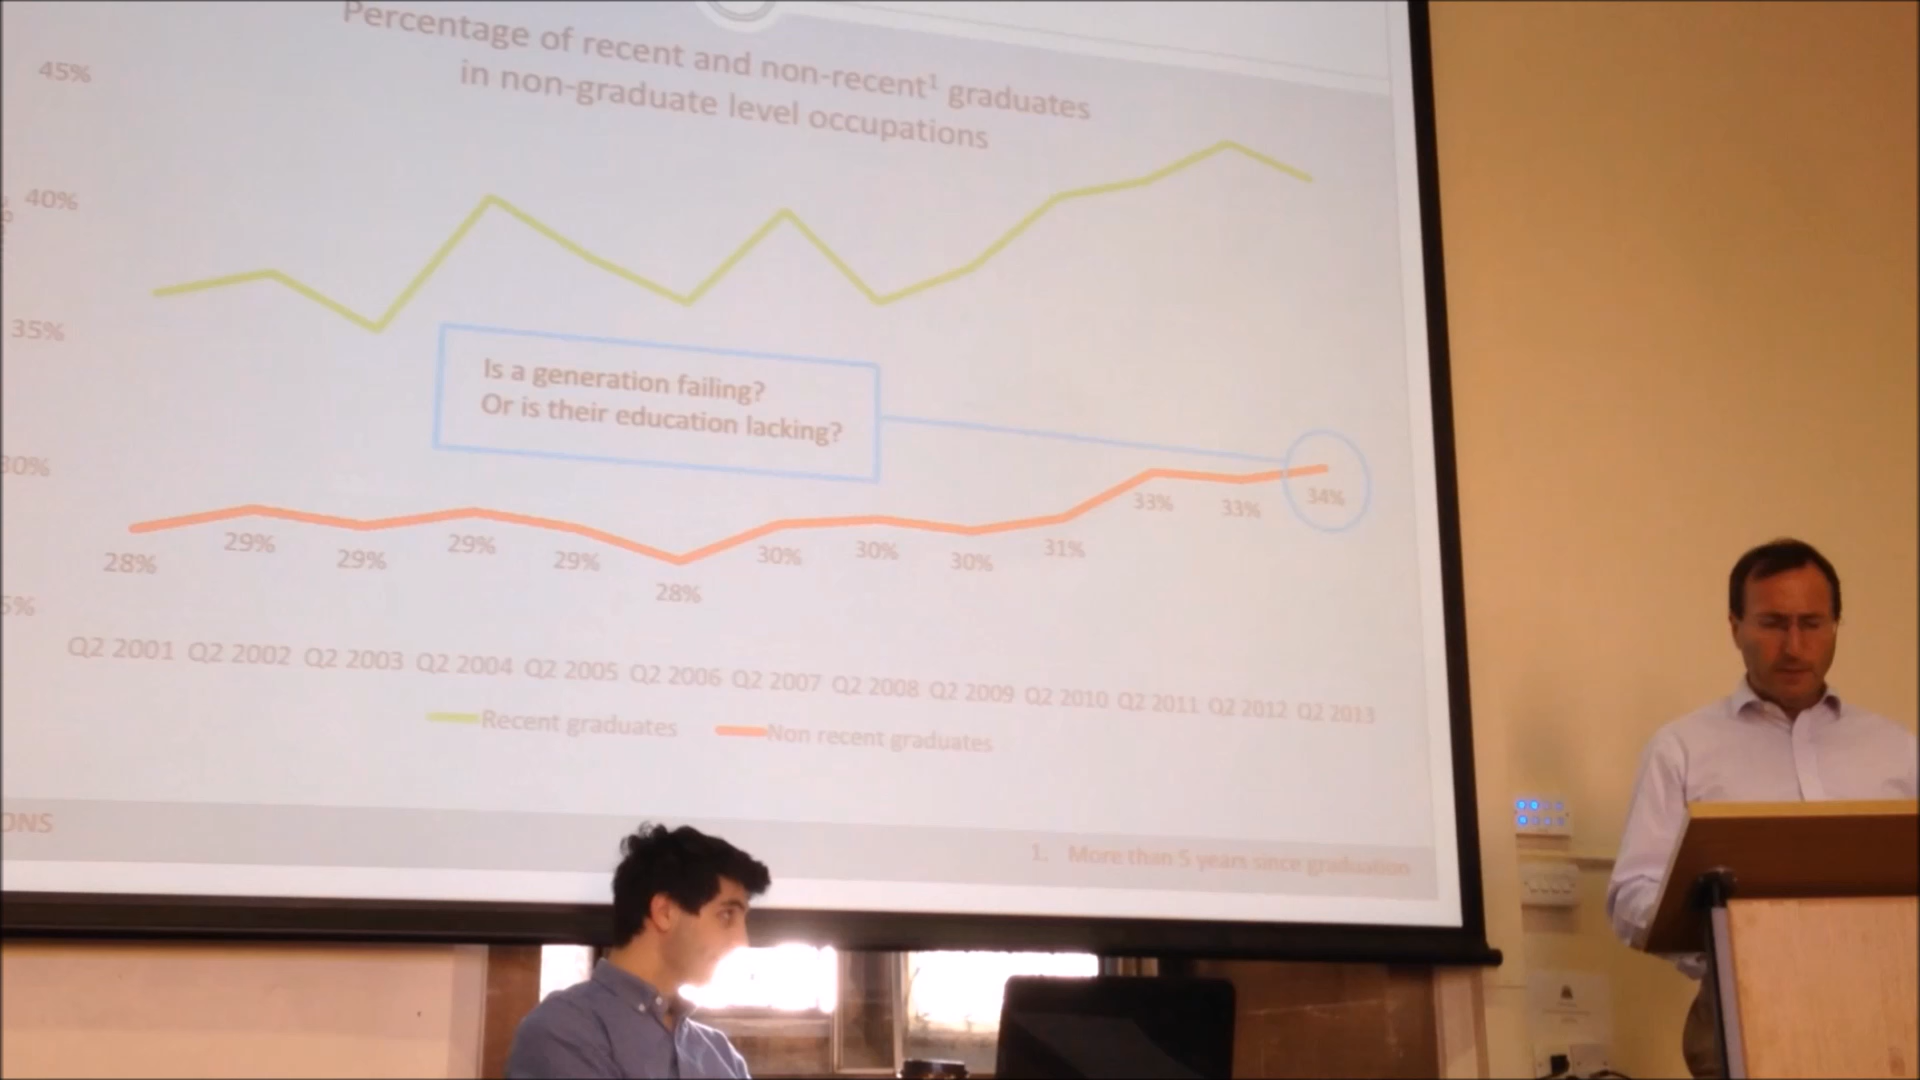 Percentage of recent and non-recent¹ graduates
in non-graduate level occupations
45%
40%
35%
30%
5%
Is a generation failing?
Or is their education lacking?
28%
29%
29%
29%
29%
28%
30%
30%
30%
31%
33%
33%
34%
Q2 2001 Q2 2002 Q2 2003 Q2 2004 Q2 2005 Q2 2006 Q2 2007 Q2 2008 Q2 2009 Q2 2010 Q2 2011 Q2 2012 Q2 2013
Recent graduates Non recent graduates
ONS
1. More than 5 years since graduation